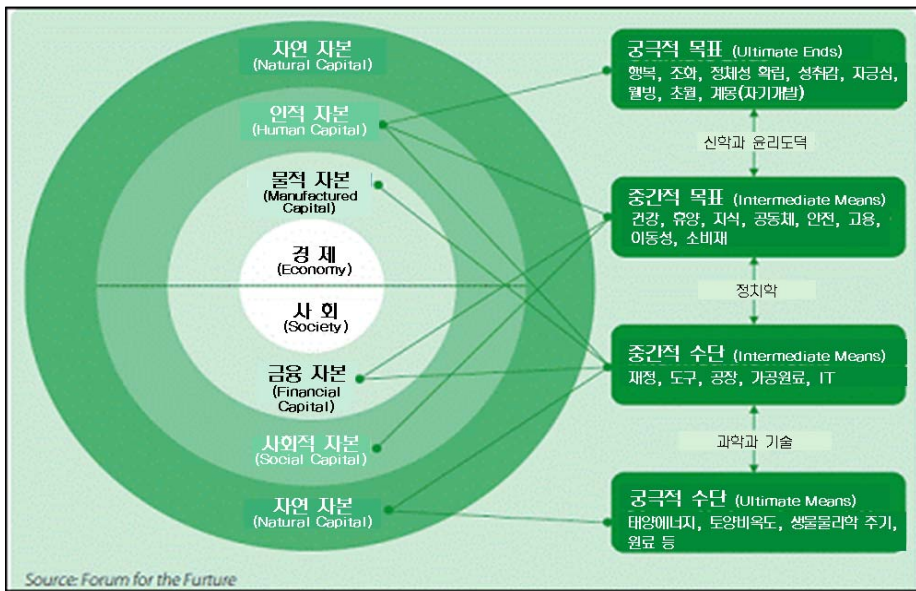 자연 자본
(Natural Capital)
인적 자본
(Human Capital)
물적 자본
(Manufactured
Capital)
경 제
(Economy)
사 회
(Society)
금융 자본
(Financial
Capital)
사회적 자본
(Social Capital)
자연 자본
(Natural Capital)
궁극적 목표 (Ultimate Ends)
행복, 조화, 정체성 확립, 성취감, 자긍심,
웰빙, 초월, 계몽(자기개발)
신학과 윤리도덕
중간적 목표 (Intermediate Means)
건강, 휴양, 지식, 공동체, 안전, 고용,
이동성, 소비재
정치학
중간적 수단 (Intermediate Means)
재정, 도구, 공장, 가공원료, IT
과학과 기술
궁극적 수단 (Ultimate Means)
태양에너지, 토양비옥도, 생물물리학 주기,
원료 등
Source: Forum for the Furture